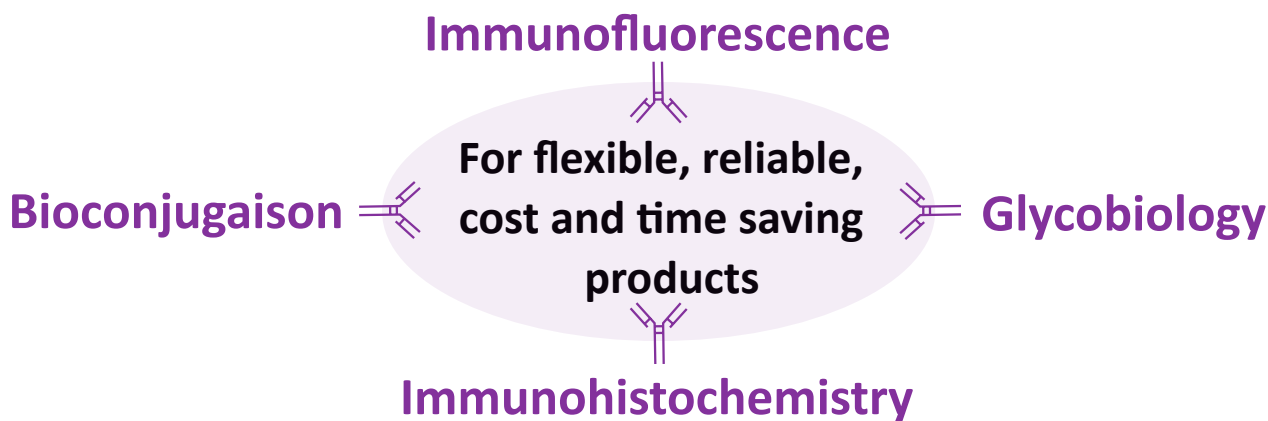 Immunofluorescence
For flexible, reliable,
cost and time saving
products
Bioconjugaison
Glycobiology
Immunohistochemistry